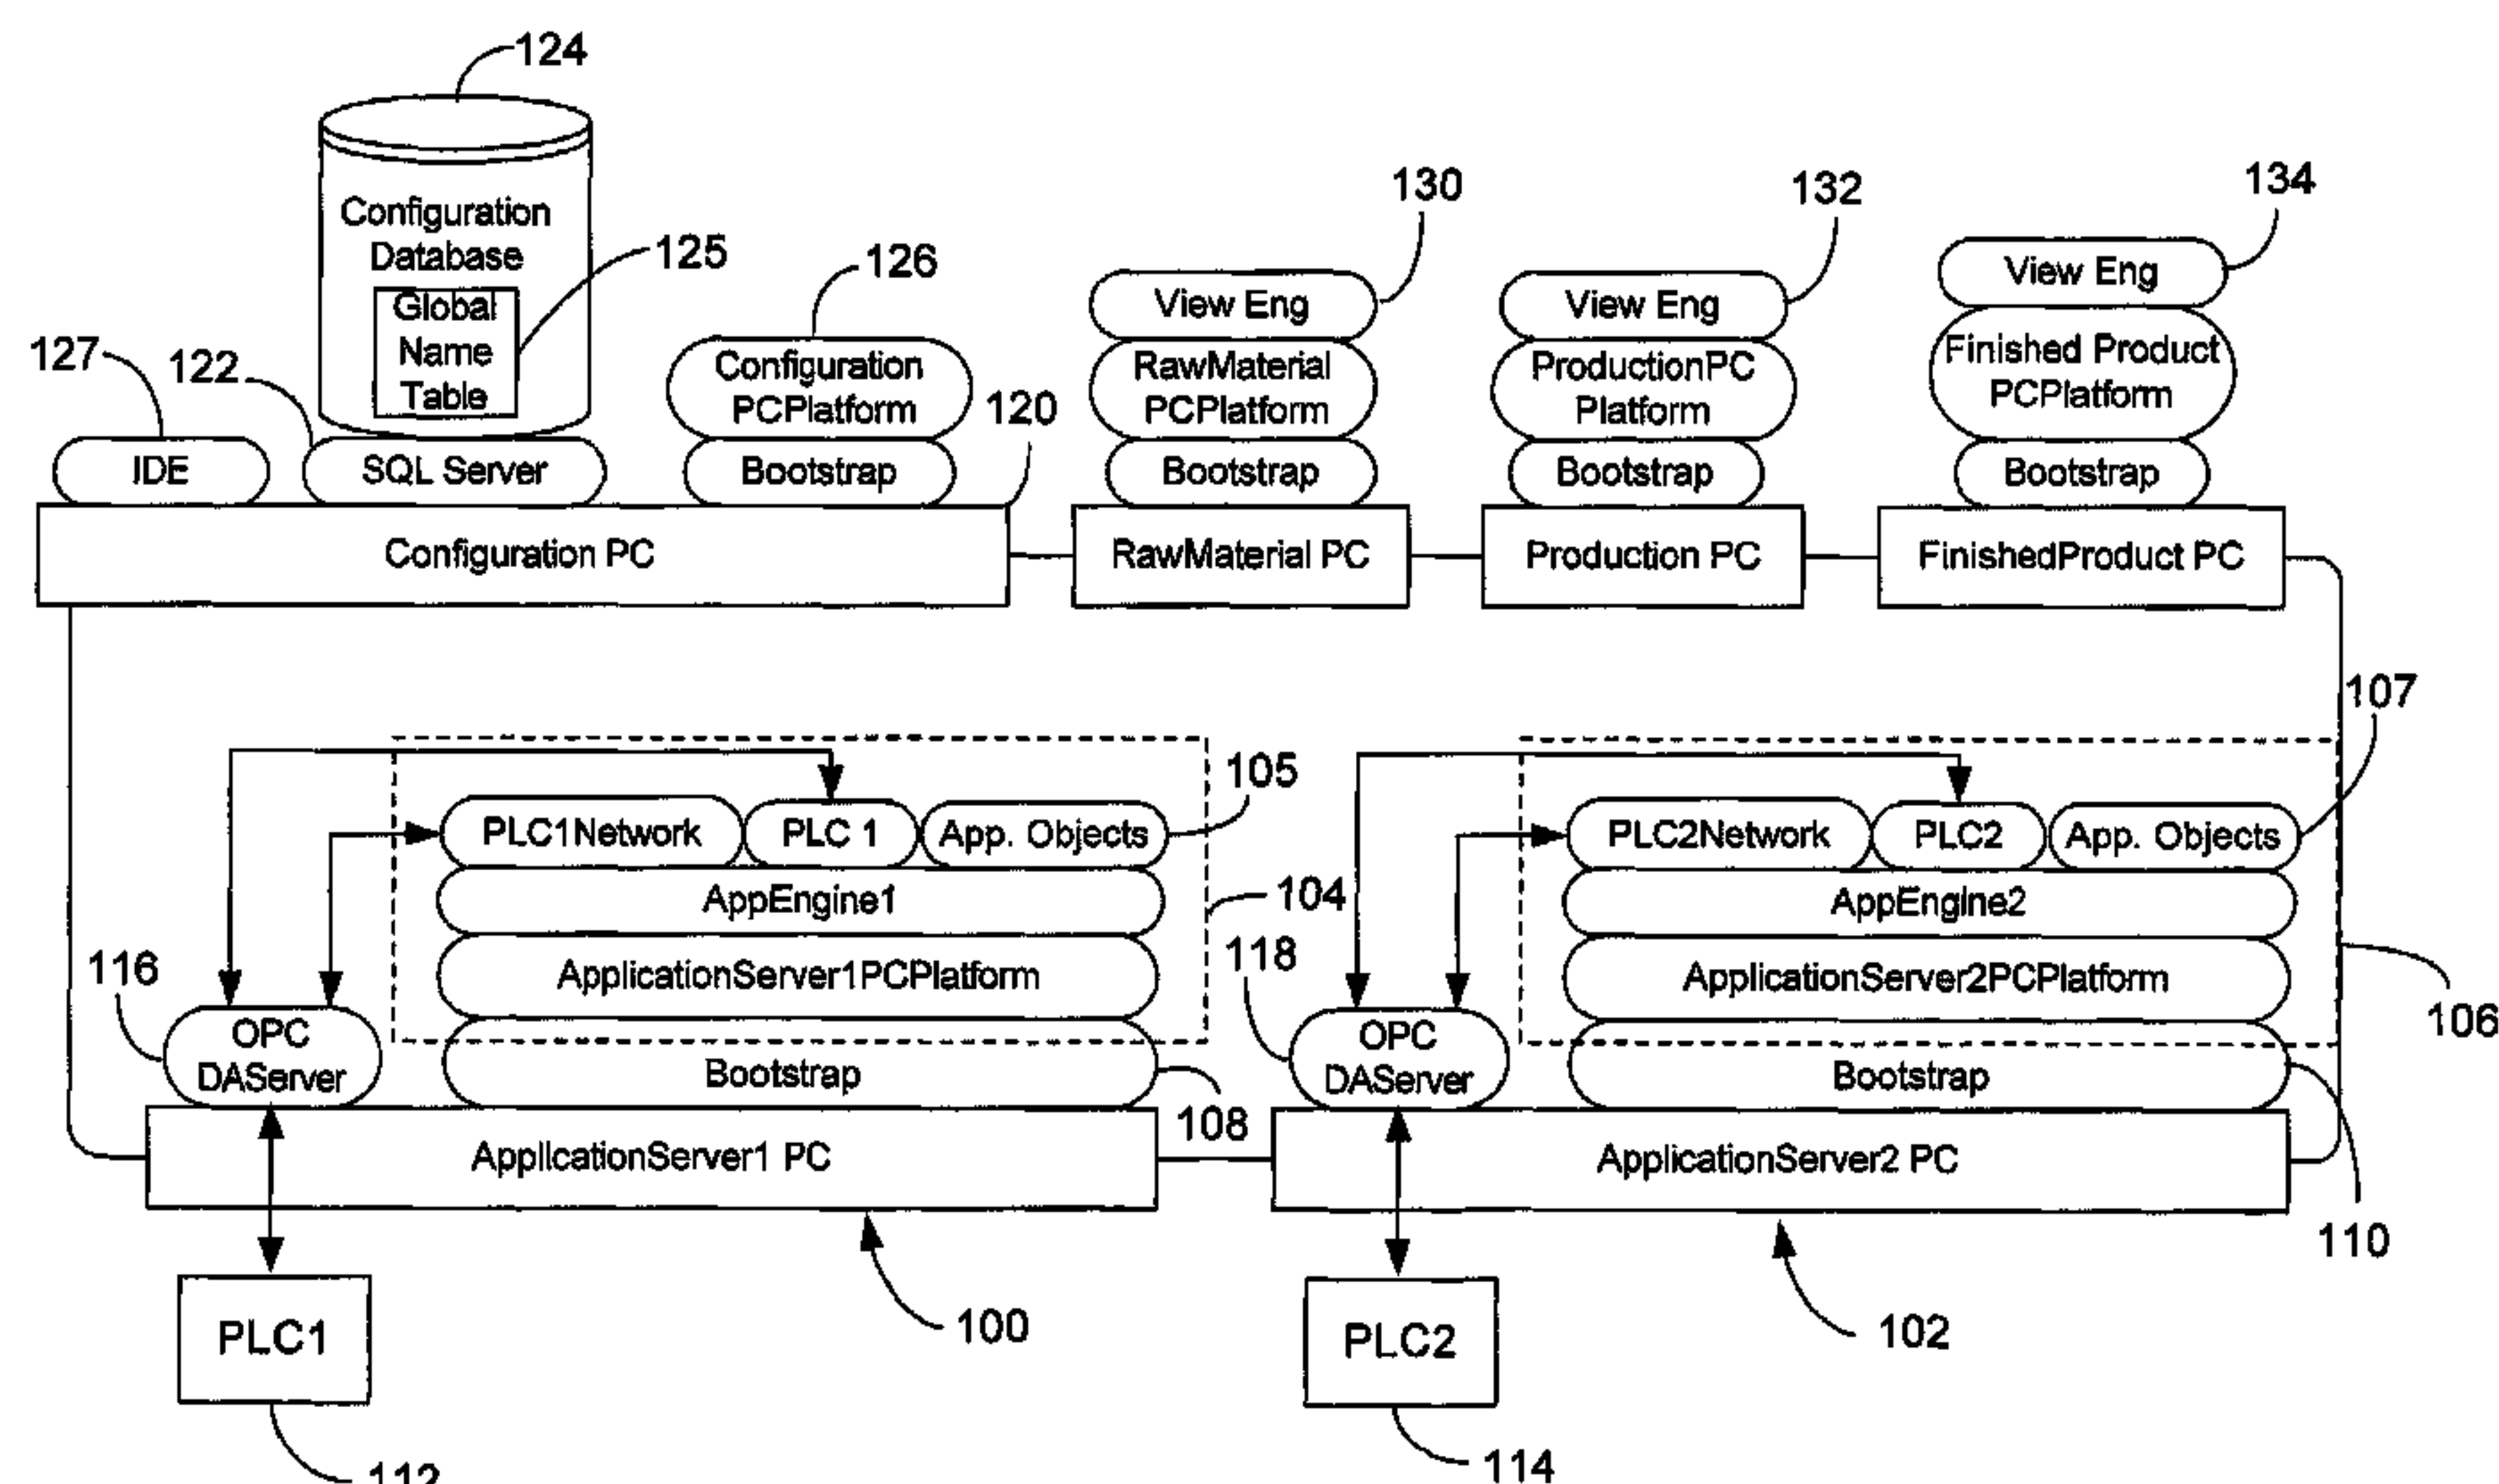 124
Configuration
Database
Global
Name
Table
125
126
127
122
Configuration
PCPlatform
120
130
View Eng
RawMaterial
PCPlatform
132
View Eng
ProductionPC
Platform
134
View Eng
Finished Product
PCPlatform
IDE
SQL Server
Bootstrap
Bootstrap
Bootstrap
Bootstrap
Configuration PC
RawMaterial PC
Production PC
FinishedProduct PC
107
105
PLC1Network
PLC 1
App. Objects
PLC2Network
PLC2
App. Objects
AppEngine1
104
AppEngine2
116
ApplicationServer1PCPlatform
118
ApplicationServer2PCPlatform
106
OPC
DAServer
Bootstrap
108
OPC
DAServer
Bootstrap
ApplicationServer1 PC
ApplicationServer2 PC
110
PLC1
100
PLC2
102
112
114